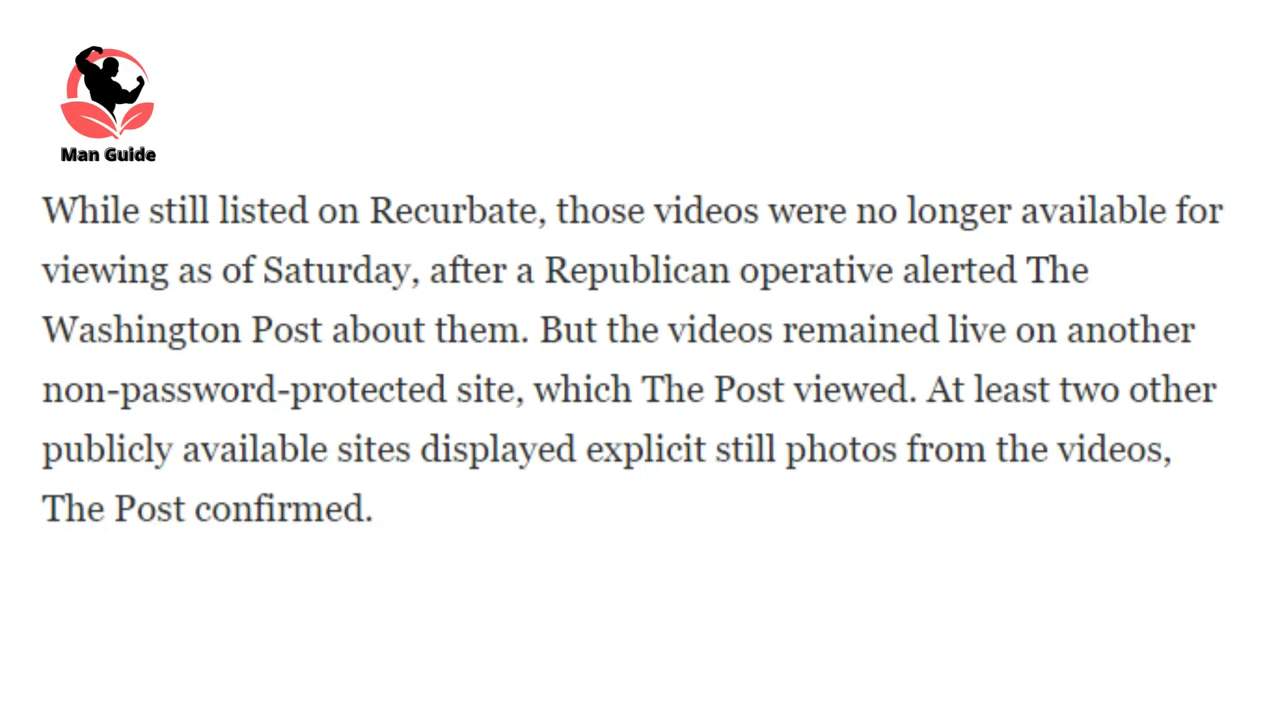 Man Guide
While still listed on Recurbate, those videos were no longer available for
viewing as of Saturday, after a Republican operative alerted The
Washington Post about them. But the videos remained live on another
non-password-protected site, which The Post viewed. At least two other
publicly available sites displayed explicit still photos from the videos,
The Post confirmed.